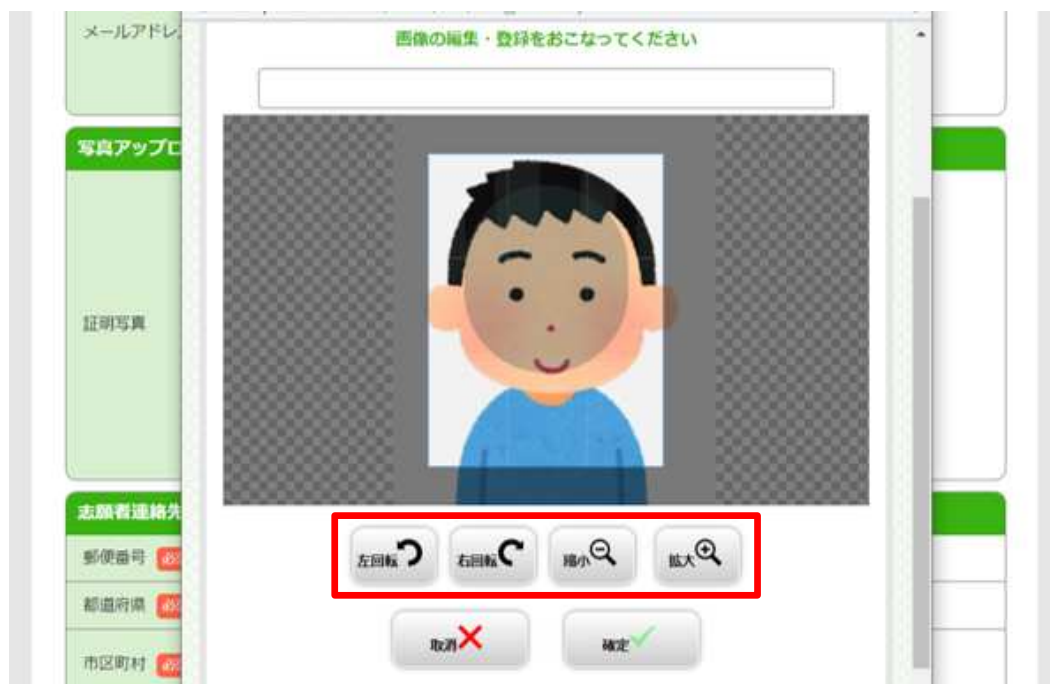 メールアドレ
画像の編集・登録をおこなってください
写真アップロ
証明写真
志願者連絡先
郵便番号
都道府県
市区町村
左回転
右回転
縮小
拡大
取消
確定